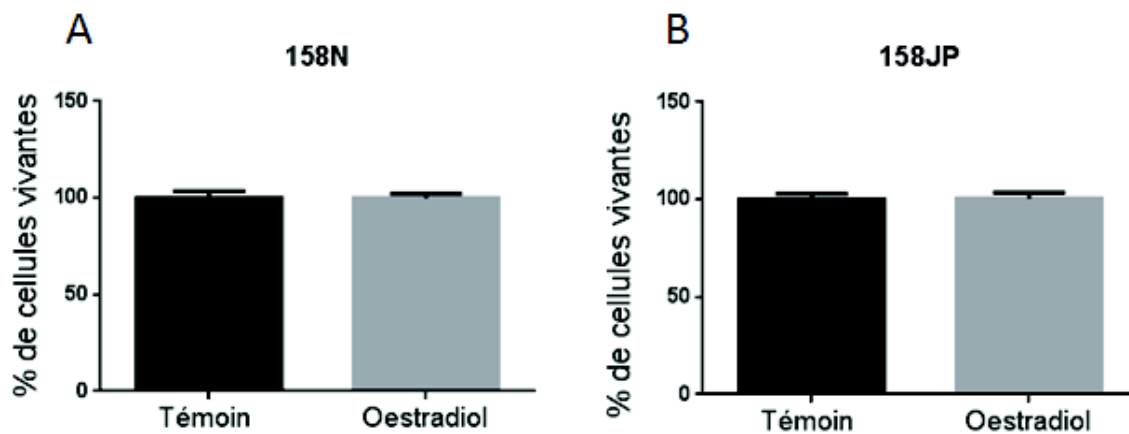 A
158N
% de cellules vivantes
150
100
50
0
Témoin
Oestradiol
B
158JP
% de cellules vivantes
150
100
50
0
Témoin
Oestradiol